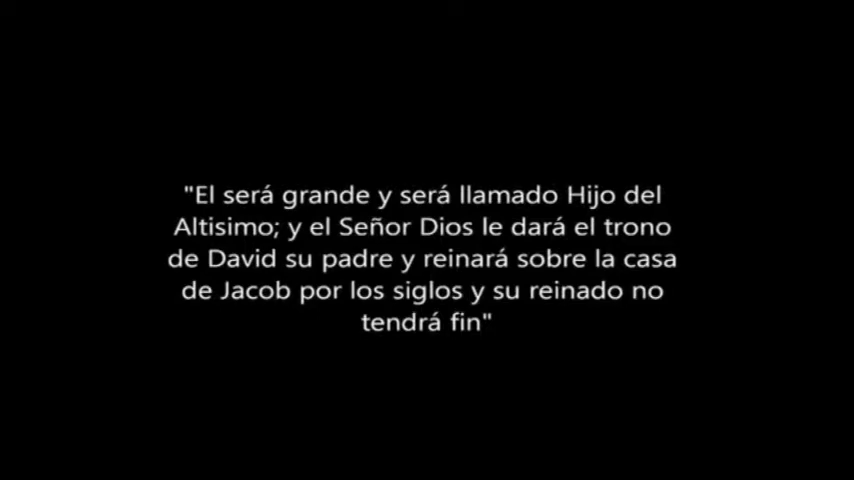 "El será grande y será llamado Hijo del
Altisimo; y el Señor Dios le dará el trono
de David su padre y reinará sobre la casa
de Jacob por los siglos y su reinado no
tendrá fin"